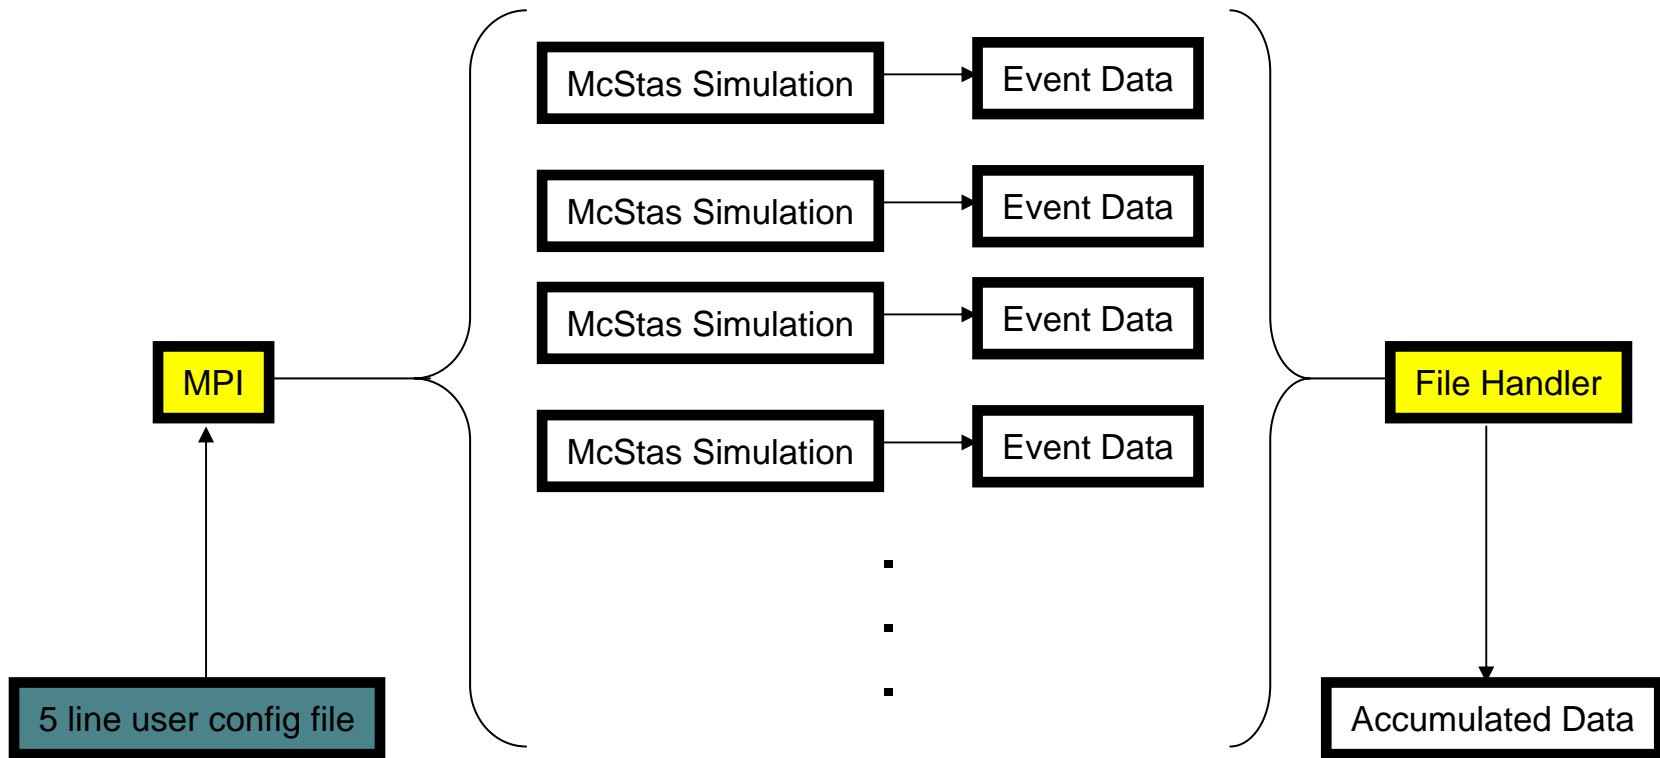 McStas Simulation
Event Data
McStas Simulation
Event Data
McStas Simulation
Event Data
MPI
File Handler
McStas Simulation
Event Data
5 line user config file
Accumulated Data